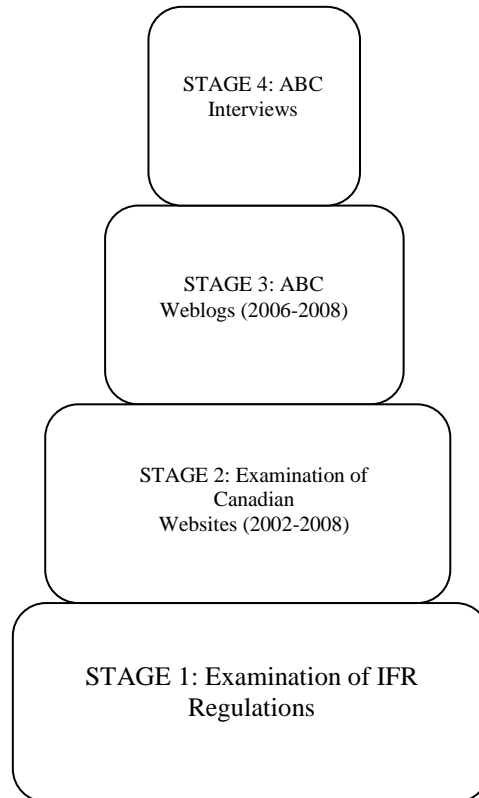 STAGE 4: ABC
Interviews
STAGE 3: ABC
Weblogs (2006-2008)
STAGE 2: Examination of
Canadian
Websites (2002-2008)
STAGE 1: Examination of IFR
Regulations